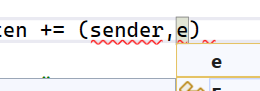 ten += (sender,e)
e